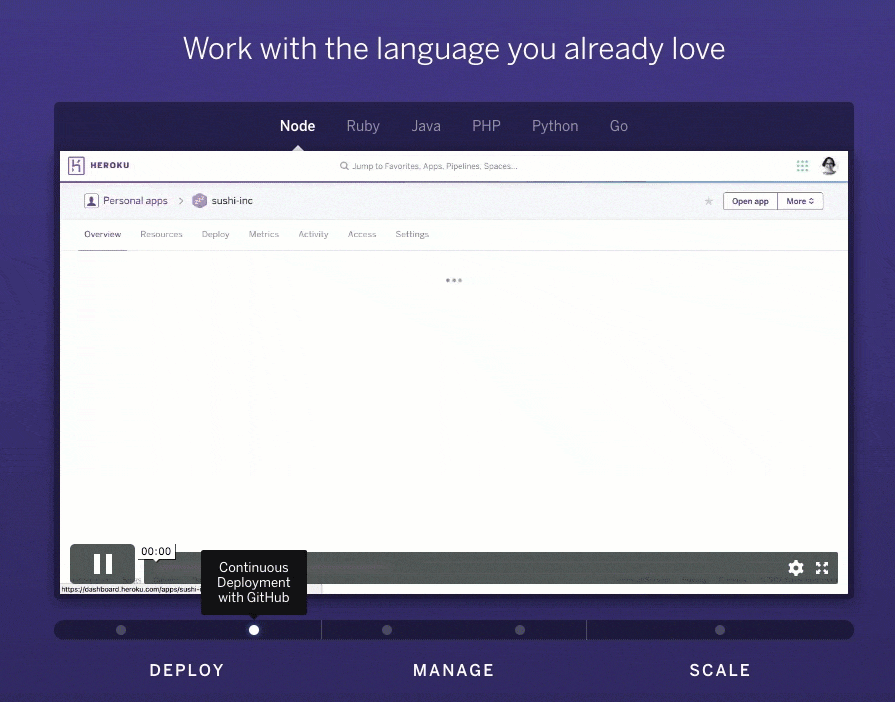 Work with the language you already love
Node Ruby Java PHP Python Go
HEROKU Jump to Favorites, Apps, Pipelines, Spaces...
Personal apps > sushi-inc Open app More
Overview Resources Deploy Metrics Activity Access Settings
00:00
Continuous
Deployment
with GitHub
https://dashboard.heroku.com/apps/sushi-
DEPLOY MANAGE SCALE